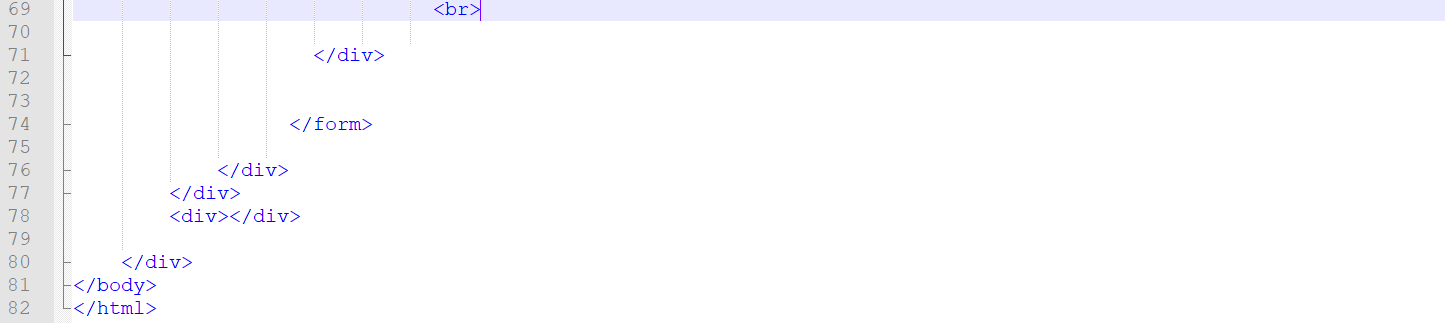 69 <br>
70
71 </div>
72
73
74 </form>
75
76 </div>
77 </div>
78 <div></div>
79
80 </div>
81 </body>
82 </html>